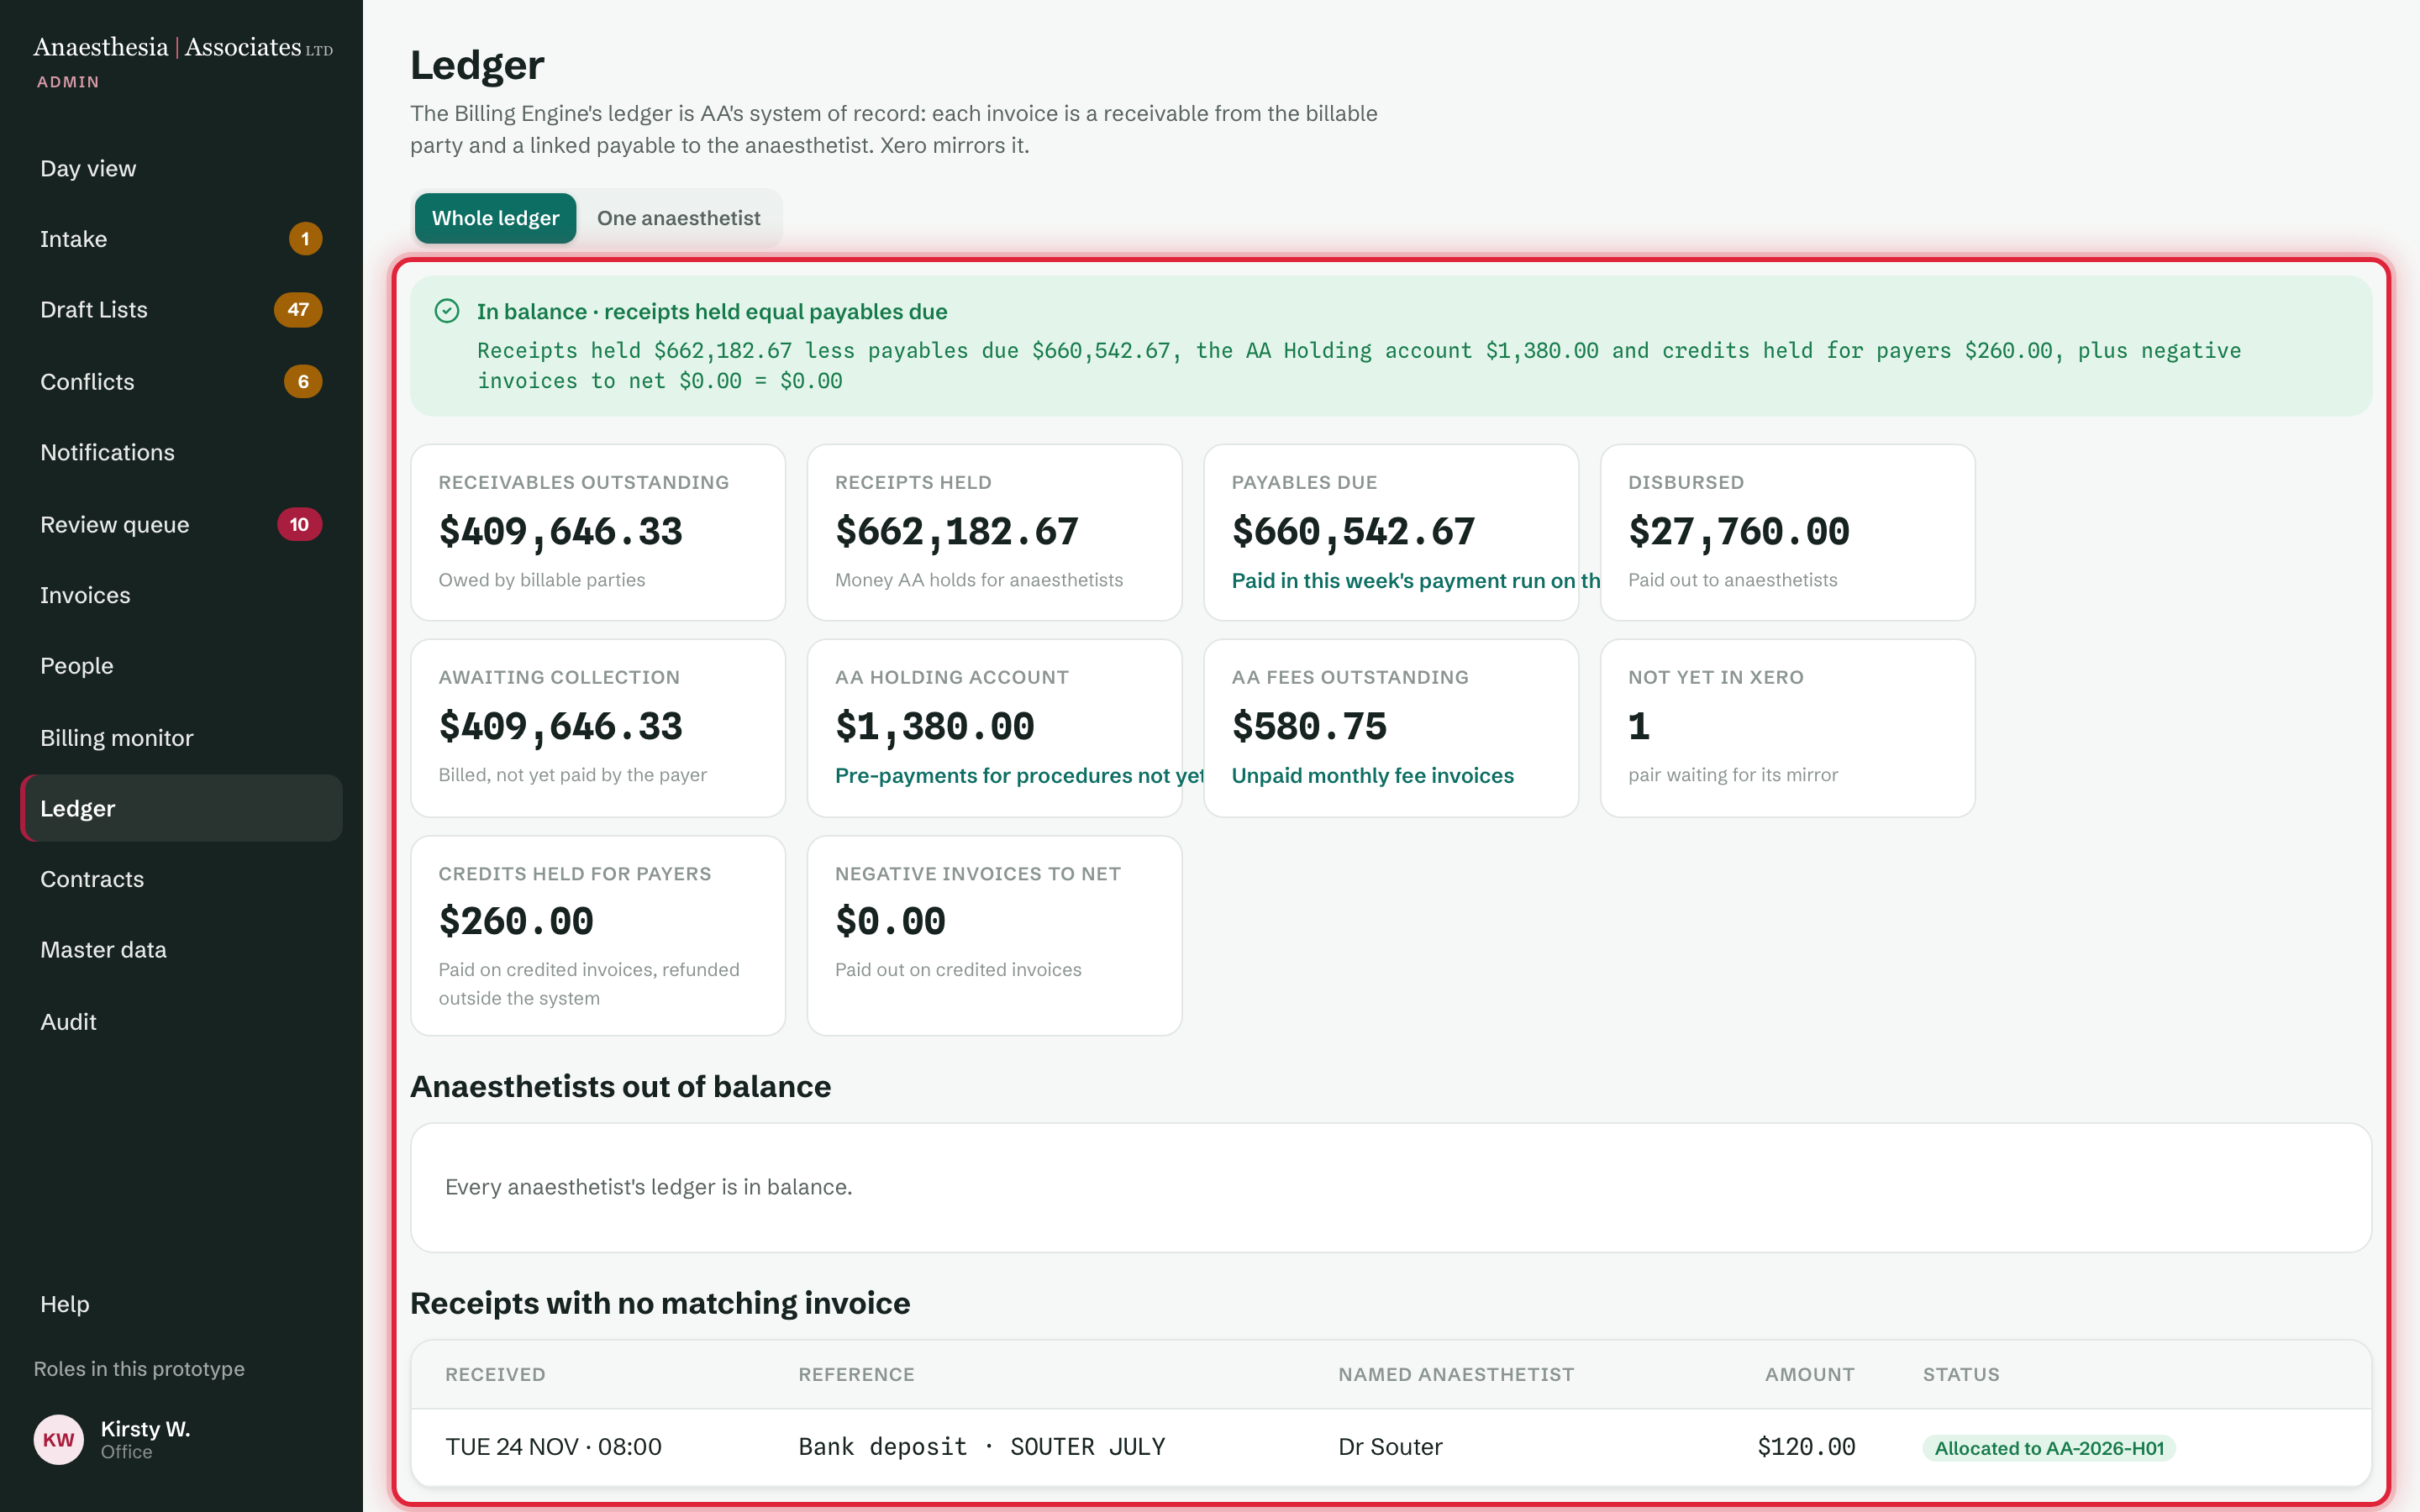 Anaesthesia | Associates LTD
ADMIN
Day view
Intake 1
Draft Lists 47
Conflicts 6
Notifications
Review queue 10
Invoices
People
Billing monitor
Ledger
Contracts
Master data
Audit
Help
Roles in this prototype
KW Kirsty W.
Office
Ledger
The Billing Engine's ledger is AA's system of record: each invoice is a receivable from the billable
party and a linked payable to the anaesthetist. Xero mirrors it.
Whole ledger One anaesthetist
In balance · receipts held equal payables due
Receipts held $662,182.67 less payables due $660,542.67, the AA Holding account $1,380.00 and credits held for payers $260.00, plus negative
invoices to net $0.00 = $0.00
RECEIVABLES OUTSTANDING
$409,646.33
Owed by billable parties
RECEIPTS HELD
$662,182.67
Money AA holds for anaesthetists
PAYABLES DUE
$660,542.67
Paid in this week's payment run on th
DISBURSED
$27,760.00
Paid out to anaesthetists
AWAITING COLLECTION
$409,646.33
Billed, not yet paid by the payer
AA HOLDING ACCOUNT
$1,380.00
Pre-payments for procedures not yet
AA FEES OUTSTANDING
$580.75
Unpaid monthly fee invoices
NOT YET IN XERO
1
pair waiting for its mirror
CREDITS HELD FOR PAYERS
$260.00
Paid on credited invoices, refunded
outside the system
NEGATIVE INVOICES TO NET
$0.00
Paid out on credited invoices
Anaesthetists out of balance
Every anaesthetist's ledger is in balance.
Receipts with no matching invoice
RECEIVED REFERENCE NAMED ANAESTHETIST AMOUNT STATUS
TUE 24 NOV · 08:00 Bank deposit · SOUTER JULY Dr Souter $120.00 Allocated to AA-2026-H01